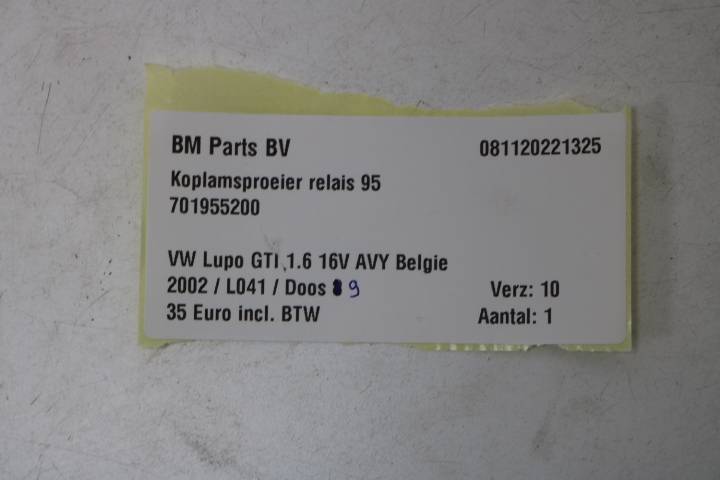 BM Parts BV 081120221325
Koplamsproeier relais 95
701955200
VW Lupo GTI 1.6 16V AVY Belgie
2002 / L041 / Doos 9 Verz: 10
35 Euro incl. BTW Aantal: 1